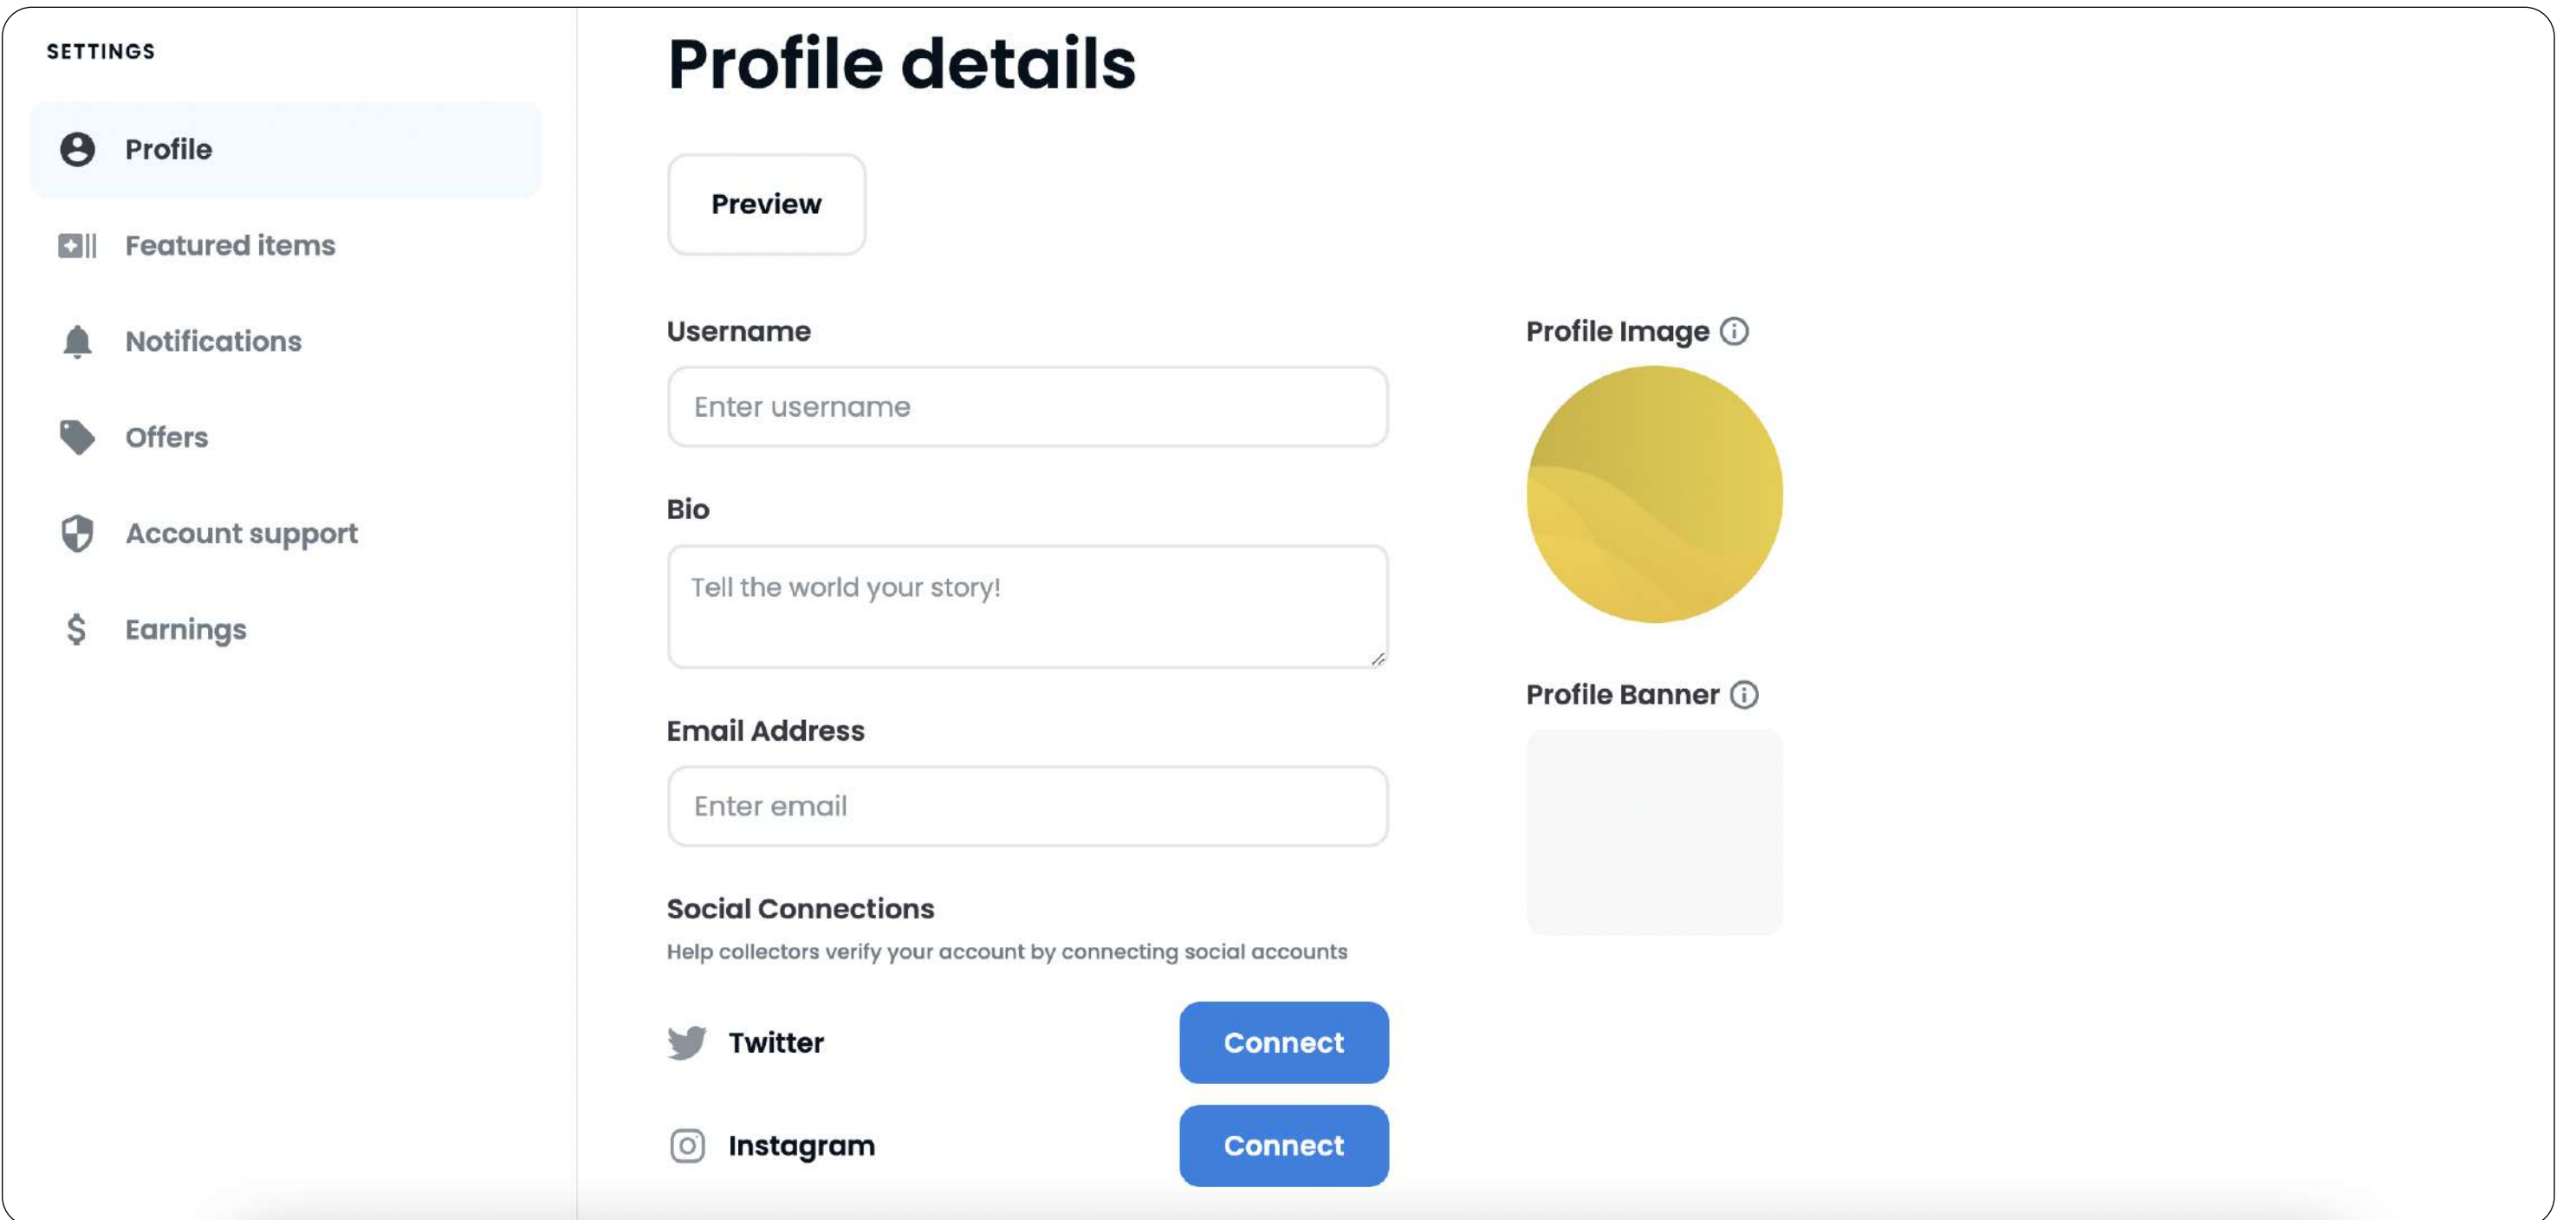 SETTINGS
Profile
Featured items
Notifications
Offers
Account support
Earnings
Profile details
Preview
Username
Enter username
Bio
Tell the world your story!
Email Address
Enter email
Social Connections
Help collectors verify your account by connecting social accounts
Twitter
Connect
Instagram
Connect
Profile Image
Profile Banner